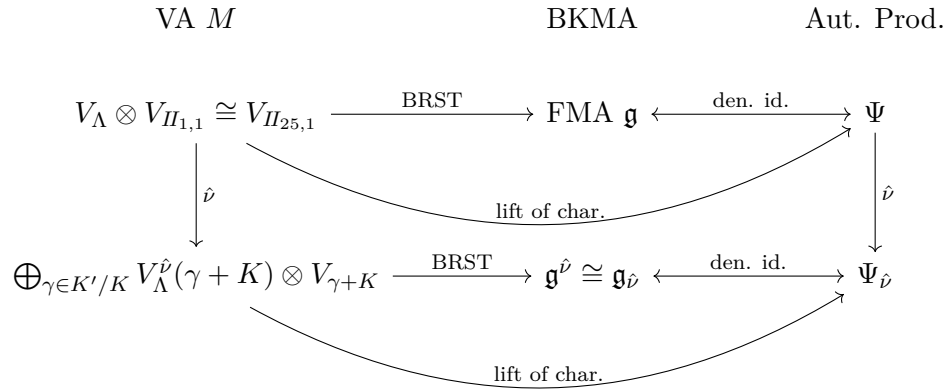 VA M BKMA Aut. Prod.
V_Λ ⊗ V_{II_{1,1}} ≅ V_{II_{25,1}} BRST FMA 𝔤 den. id. Ψ
ν̂ ν̂
lift of char.
⊕_{γ∈K′/K} V_Λ^{ν̂}(γ + K) ⊗ V_{γ+K} BRST 𝔤^{ν̂} ≅ 𝔤_{ν̂} den. id. Ψ_{ν̂}
lift of char.